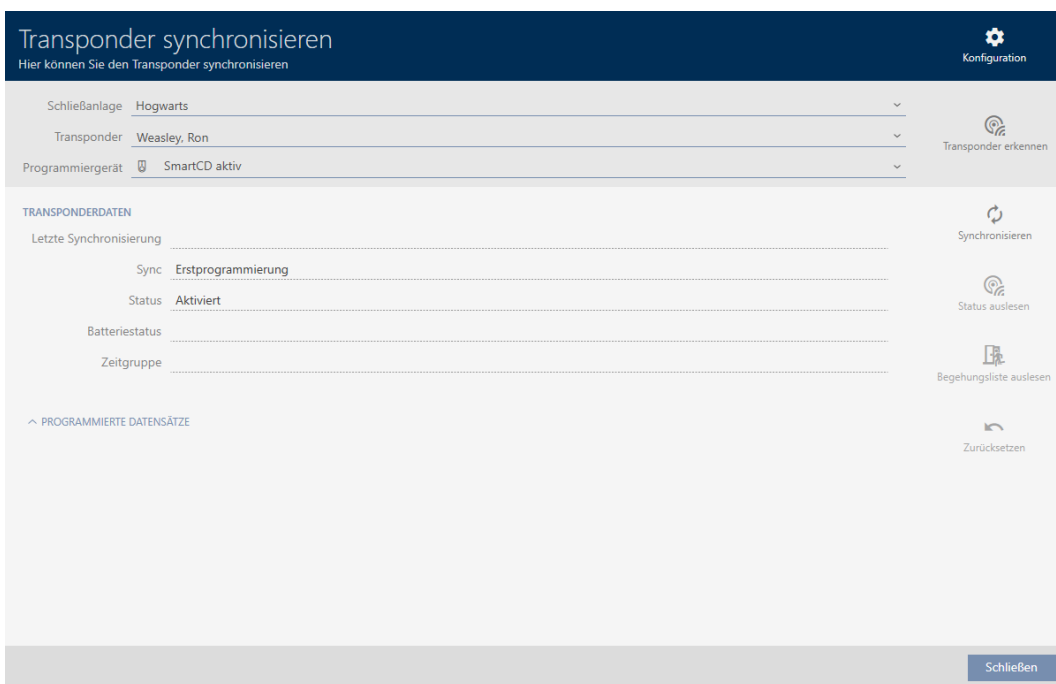 Transponder synchronisieren
Hier können Sie den Transponder synchronisieren
Konfiguration
Schließanlage Hogwarts
Transponder Weasley, Ron
Programmiergerät SmartCD aktiv
Transponder erkennen
TRANSPONDERDATEN
Letzte Synchronisierung
Sync Erstprogrammierung
Status Aktiviert
Batteriestatus
Zeitgruppe
PROGRAMMIERTE DATENSÄTZE
Synchronisieren
Status auslesen
Begehungsliste auslesen
Zurücksetzen
Schließen